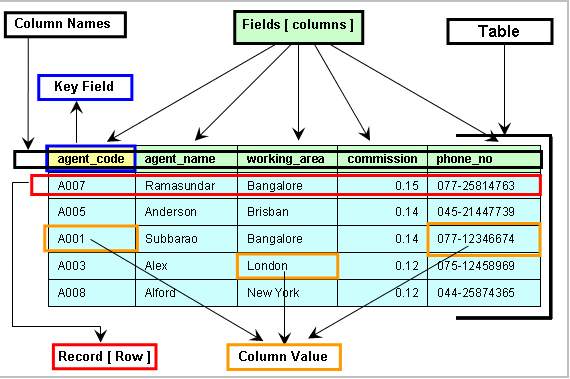 Column Names
Fields [ columns ]
Table
Key Field
agent_code agent_name working_area commission phone_no
A007 Ramasundar Bangalore 0.15 077-25814763
A005 Anderson Brisban 0.14 045-21447739
A001 Subbarao Bangalore 0.14 077-12346674
A003 Alex London 0.12 075-12458969
A008 Alford New York 0.12 044-25874365
Record [ Row ]
Column Value